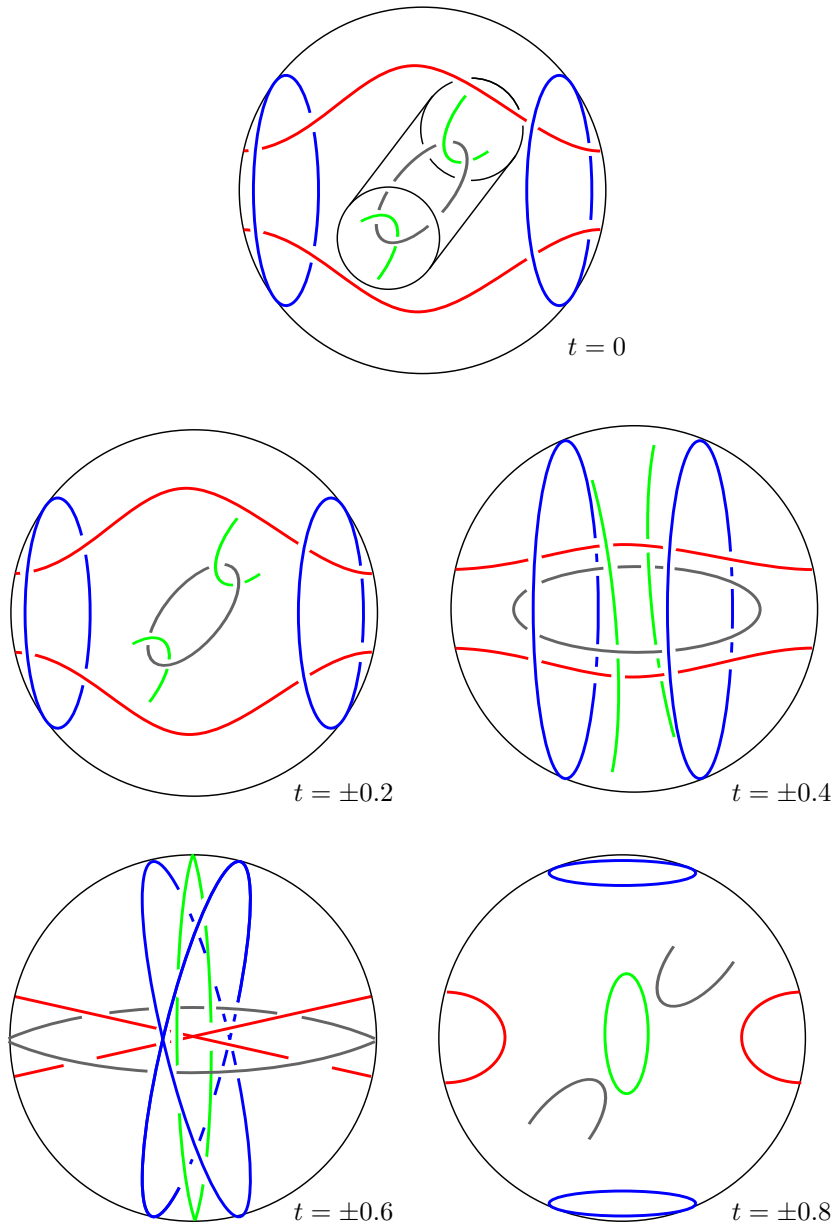 t = 0
t = ±0.2
t = ±0.4
t = ±0.6
t = ±0.8